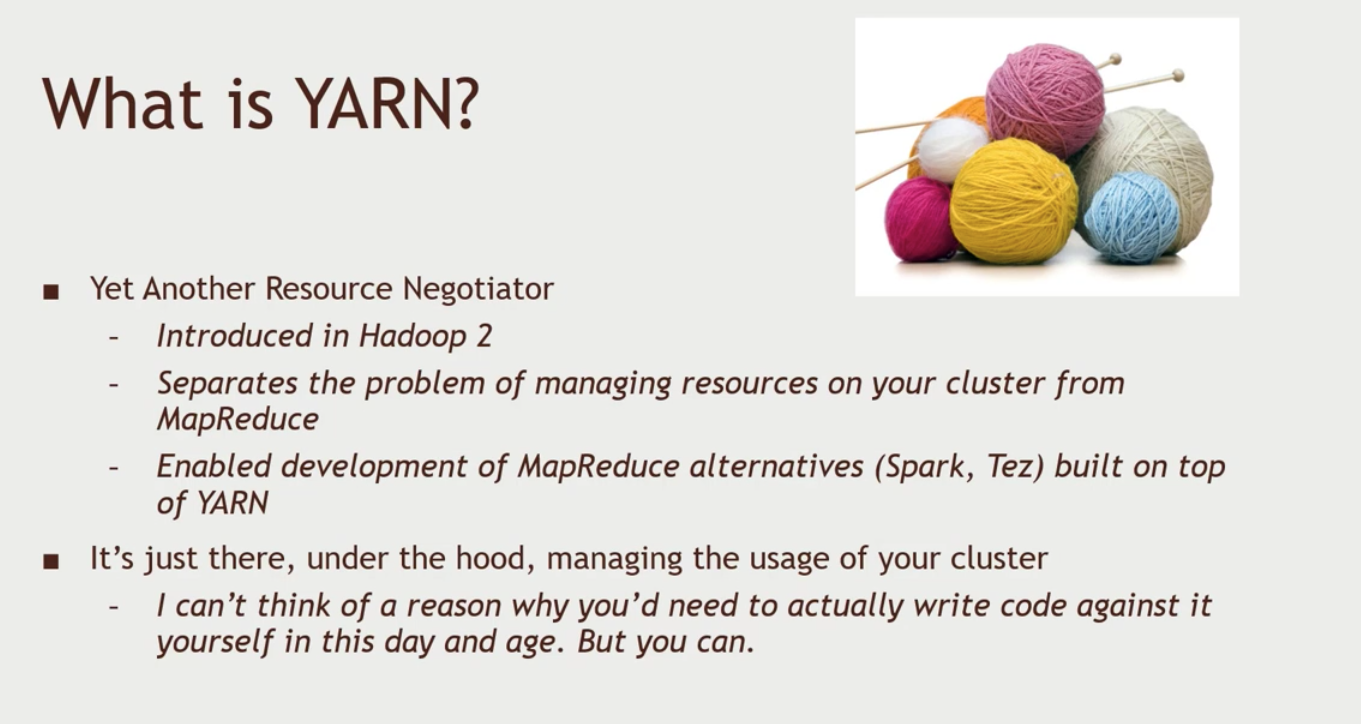 What is YARN?
■ Yet Another Resource Negotiator
– Introduced in Hadoop 2
– Separates the problem of managing resources on your cluster from
MapReduce
– Enabled development of MapReduce alternatives (Spark, Tez) built on top
of YARN
■ It’s just there, under the hood, managing the usage of your cluster
– I can’t think of a reason why you’d need to actually write code against it
yourself in this day and age. But you can.